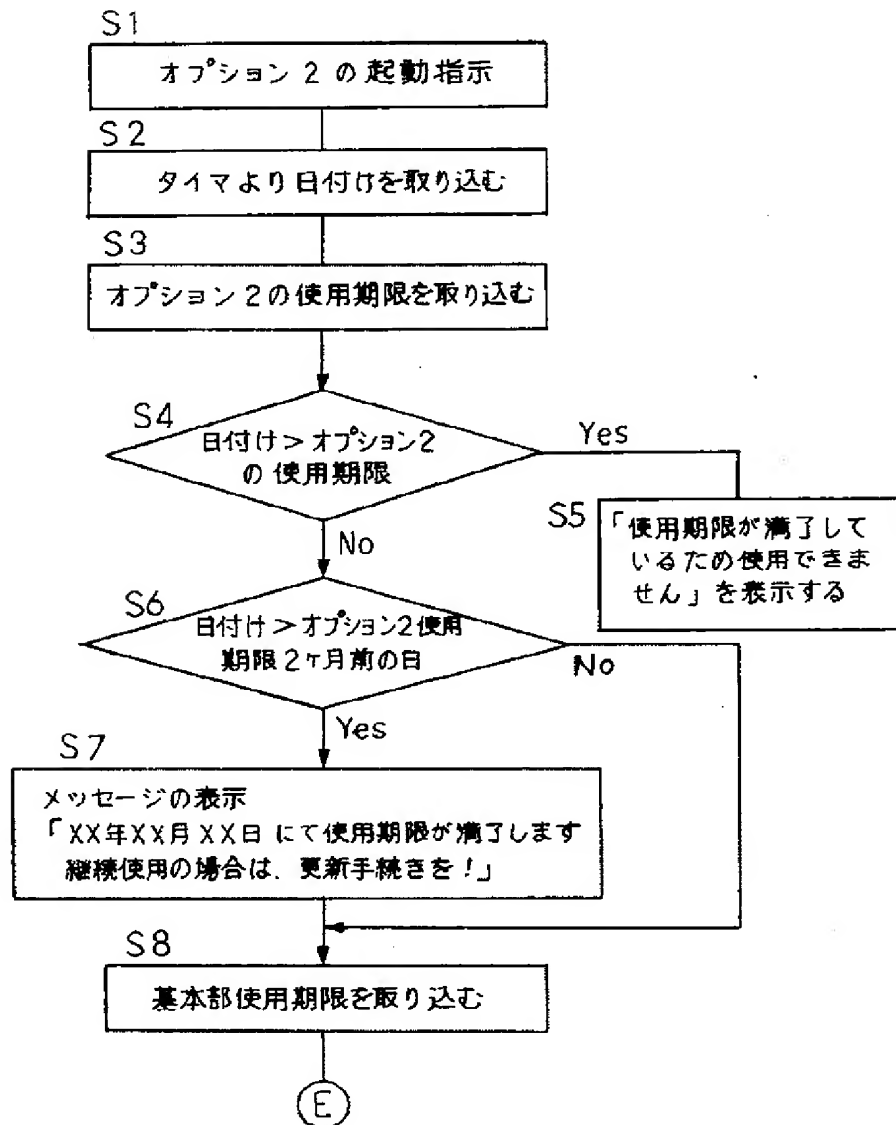 S1
オプション2の起動指示
S2
タイマより日付けを取り込む
S3
オプション2の使用期限を取り込む
S4
日付け>オプション2
の使用期限
Yes
No
S5
「使用期限が満了して
いるため使用できま
せん」を表示する
S6
日付け>オプション2使用
期限2ヶ月前の日
No
Yes
S7
メッセージの表示
「XX年XX月XX日にて使用期限が満了します
継続使用の場合は、更新手続きを!」
S8
基本部使用期限を取り込む
E